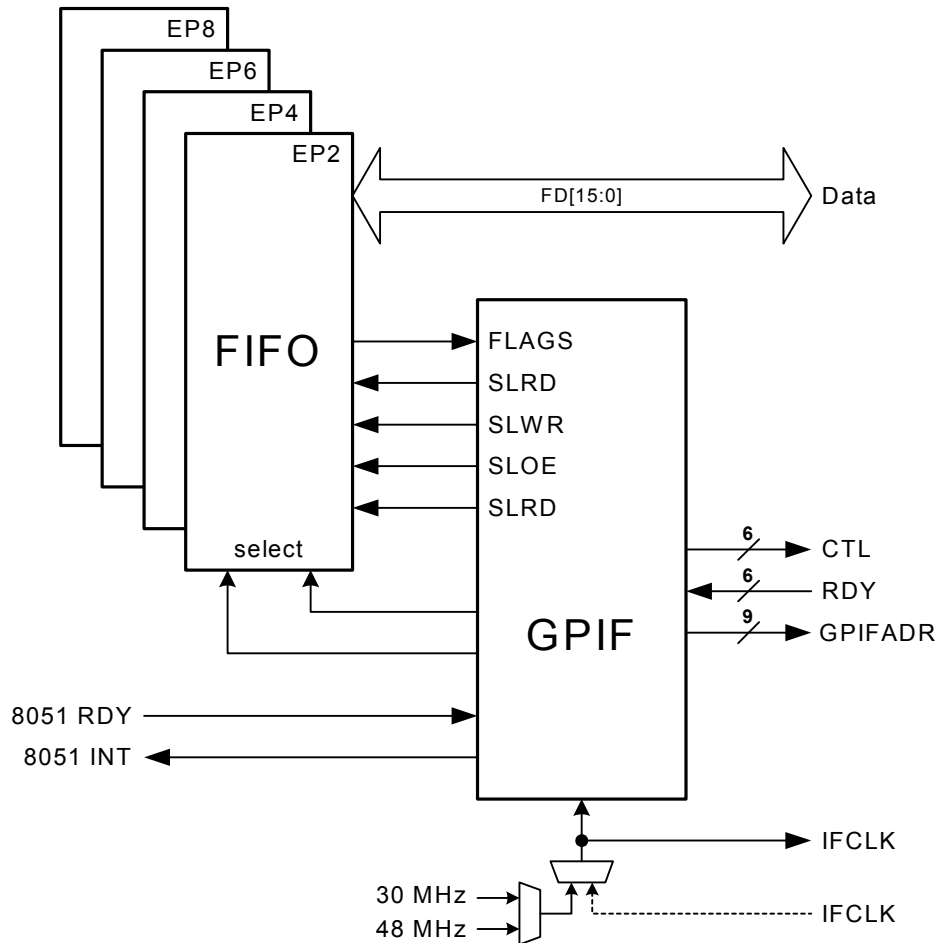 EP8
EP6
EP4
EP2
FD[15:0]
Data
FIFO
FLAGS
SLRD
SLWR
SLOE
SLRD
select
6
CTL
6
RDY
9
GPIFADR
GPIF
8051 RDY
8051 INT
IFCLK
30 MHz
48 MHz
IFCLK